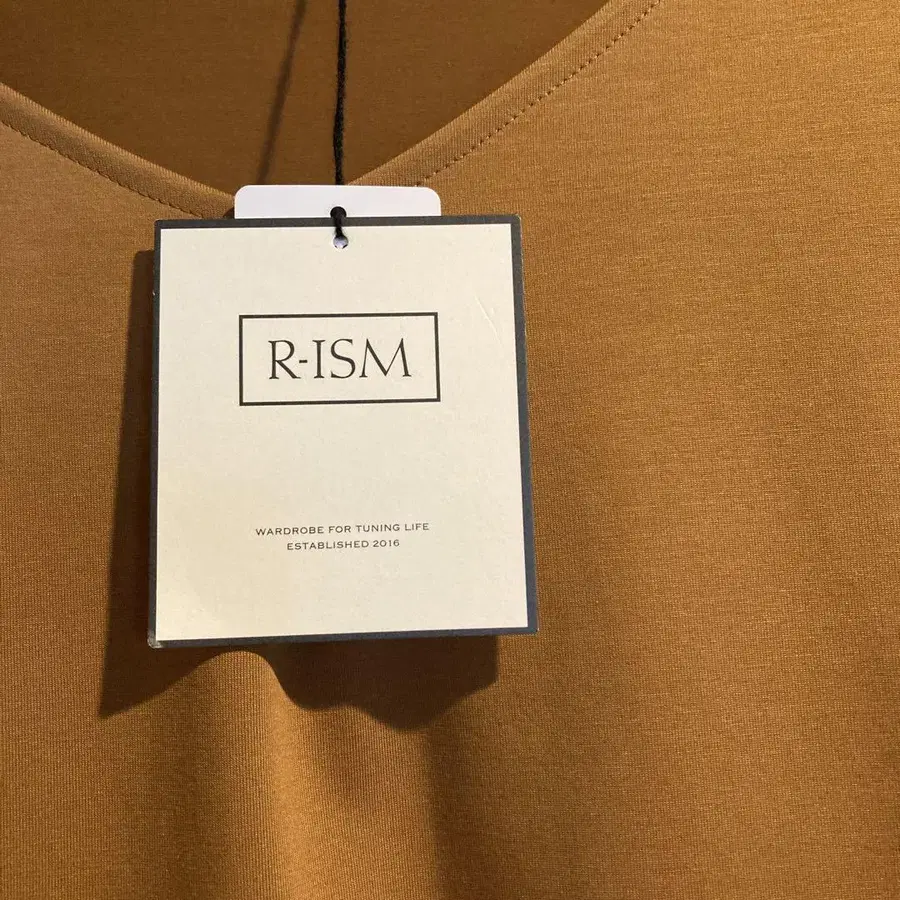 R-ISM
WARDROBE FOR TUNING LIFE
ESTABLISHED 2016